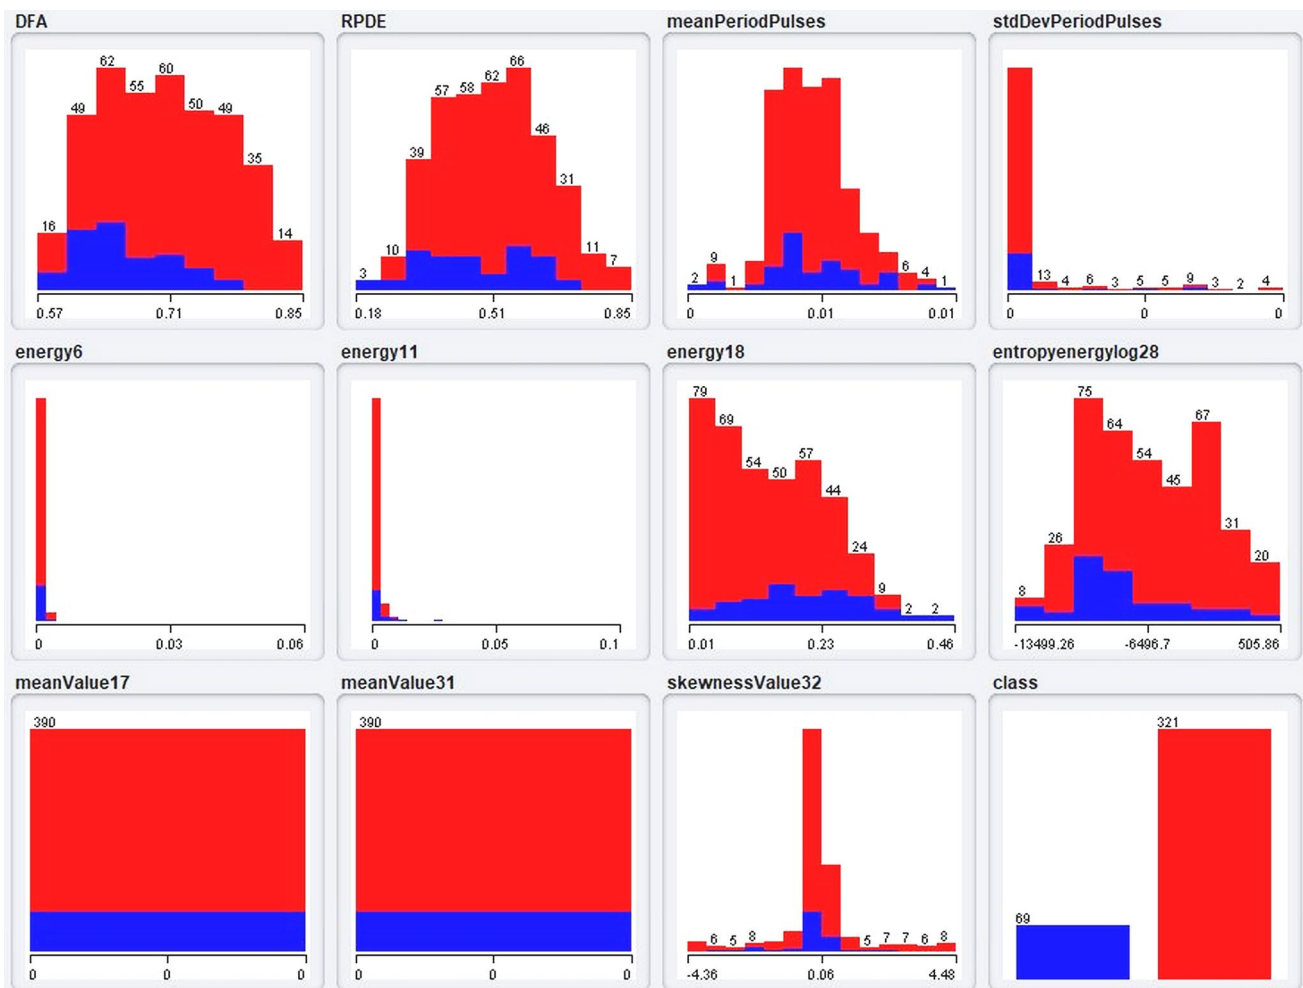 DFA RPDE meanPeriodPulses stdDevPeriodPulses
16 49 62 55 60 50 49 35 14
0.57 0.71 0.85
3 10 39 57 58 62 66 46 31 11 7
0.18 0.51 0.85
2 9 1 6 4 1
0 0.01 0.01
13 4 6 3 5 5 9 3 2 4
0 0 0
energy6 energy11 energy18 entropyenergylog28
0 0.03 0.06
0 0.05 0.1
79 69 54 50 57 44 24 9 2 2
0.01 0.23 0.46
8 26 75 64 54 45 67 31 20
-13499.26 -6496.7 505.86
meanValue17 meanValue31 skewnessValue32 class
390
0 0 0
390
0 0 0
6 5 8 5 7 7 6 8
-4.36 0.06 4.48
69 321